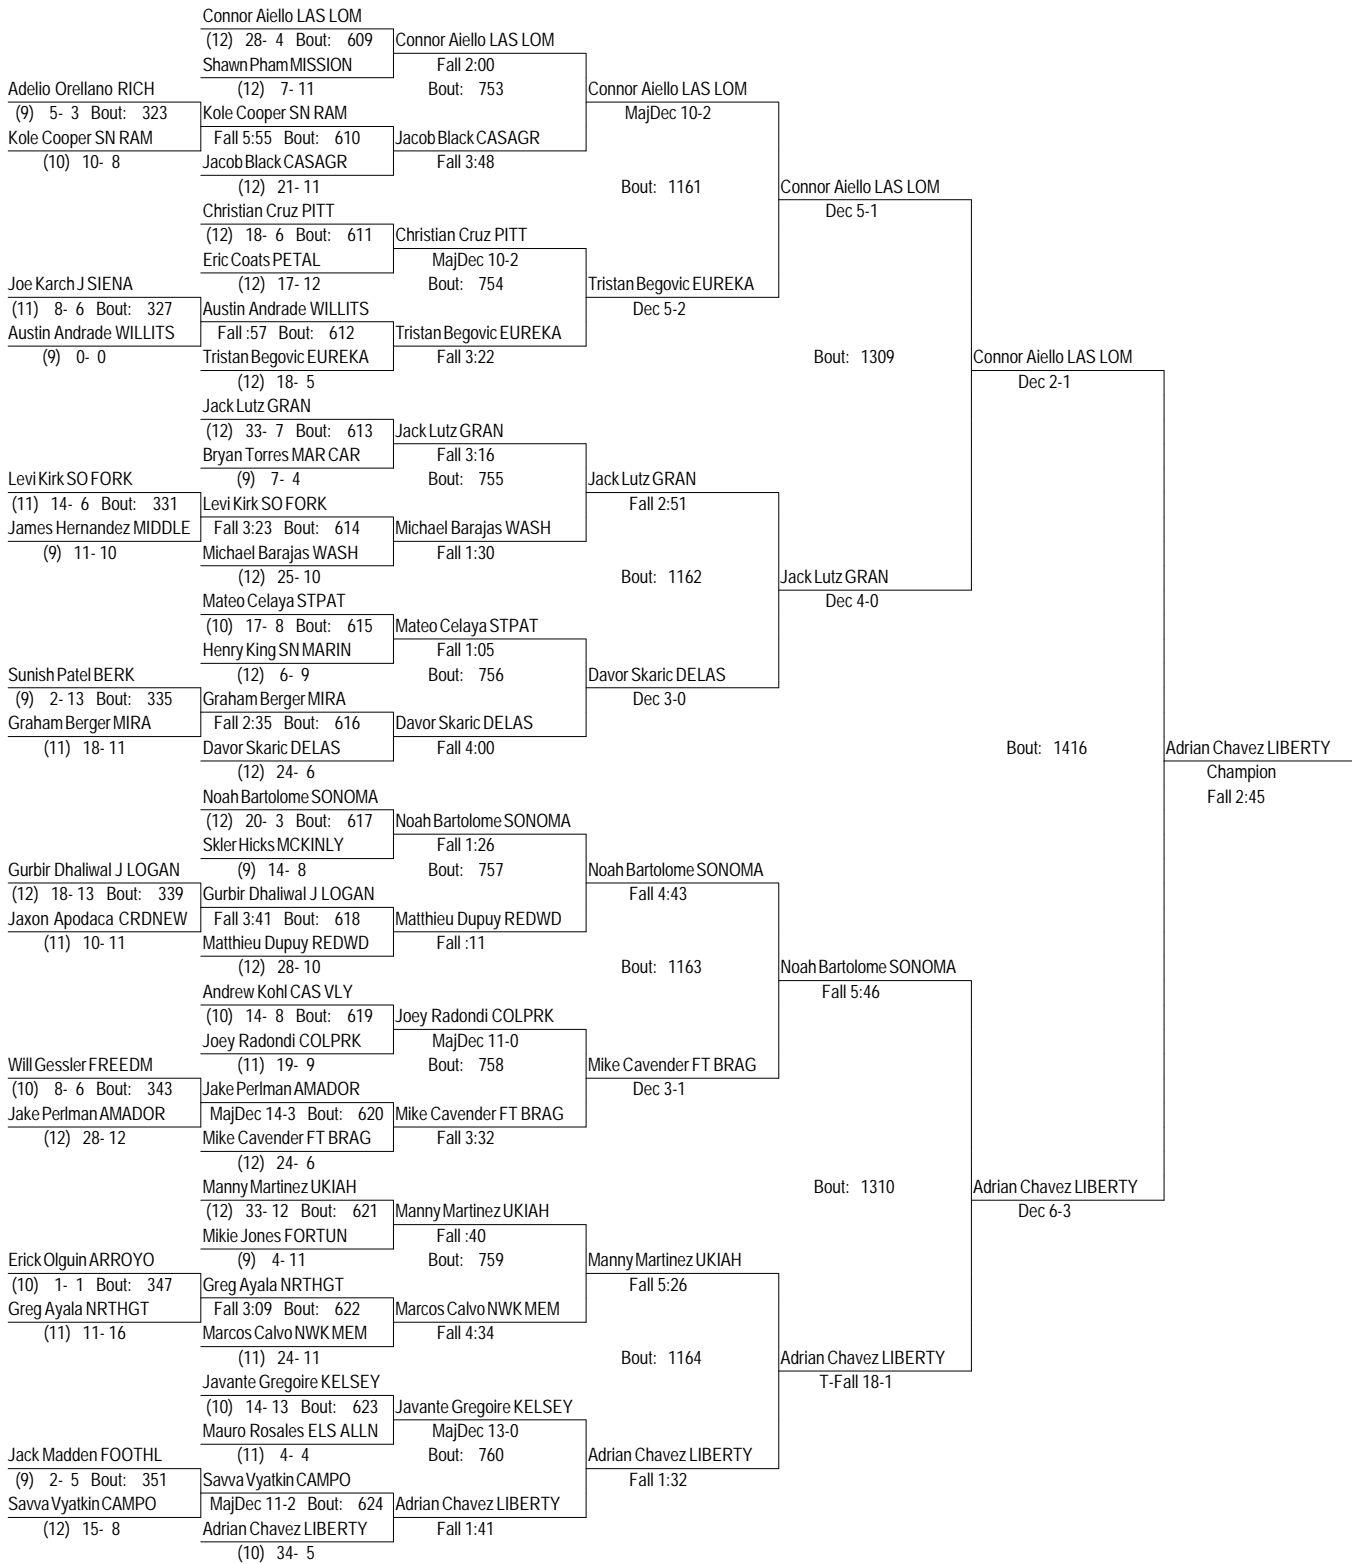 Connor Aiello LAS LOM
(12) 28- 4 Bout: 609 Connor Aiello LAS LOM
Shawn Pham MISSION Fall 2:00
Adelio Orellano RICH (12) 7- 11 Bout: 753 Connor Aiello LAS LOM
(9) 5- 3 Bout: 323 Kole Cooper SN RAM MajDec 10-2
Kole Cooper SN RAM Fall 5:55 Bout: 610 Jacob Black CASAGR
(10) 10- 8 Jacob Black CASAGR Fall 3:48
(12) 21- 11 Bout: 1161 Connor Aiello LAS LOM
Christian Cruz PITT Dec 5-1
(12) 18- 6 Bout: 611 Christian Cruz PITT
Eric Coats PETAL MajDec 10-2
Joe Karch J SIENA (12) 17- 12 Bout: 754 Tristan Begovic EUREKA
(11) 8- 6 Bout: 327 Austin Andrade WILLITS Dec 5-2
Austin Andrade WILLITS Fall :57 Bout: 612 Tristan Begovic EUREKA
(9) 0- 0 Tristan Begovic EUREKA Fall 3:22 Bout: 1309 Connor Aiello LAS LOM
(12) 18- 5 Dec 2-1
Jack Lutz GRAN
(12) 33- 7 Bout: 613 Jack Lutz GRAN
Bryan Torres MAR CAR Fall 3:16
Levi Kirk SO FORK (9) 7- 4 Bout: 755 Jack Lutz GRAN
(11) 14- 6 Bout: 331 Levi Kirk SO FORK Fall 2:51
James Hernandez MIDDLE Fall 3:23 Bout: 614 Michael Barajas WASH
(9) 11- 10 Michael Barajas WASH Fall 1:30
(12) 25- 10 Bout: 1162 Jack Lutz GRAN
Mateo Celaya STPAT Dec 4-0
(10) 17- 8 Bout: 615 Mateo Celaya STPAT
Henry King SN MARIN Fall 1:05
Sunish Patel BERK (12) 6- 9 Bout: 756 Davor Skaric DELAS
(9) 2- 13 Bout: 335 Graham Berger MIRA Dec 3-0
Graham Berger MIRA Fall 2:35 Bout: 616 Davor Skaric DELAS
(11) 18- 11 Davor Skaric DELAS Fall 4:00 Bout: 1416 Adrian Chavez LIBERTY
(12) 24- 6 Champion
Noah Bartolome SONOMA Fall 2:45
(12) 20- 3 Bout: 617 Noah Bartolome SONOMA
Skler Hicks MCKINLY Fall 1:26
Gurbir Dhaliwal J LOGAN (9) 14- 8 Bout: 757 Noah Bartolome SONOMA
(12) 18- 13 Bout: 339 Gurbir Dhaliwal J LOGAN Fall 4:43
Jaxon Apodaca CRDNEW Fall 3:41 Bout: 618 Matthieu Dupuy REDWD
(11) 10- 11 Matthieu Dupuy REDWD Fall :11
(12) 28- 10 Bout: 1163 Noah Bartolome SONOMA
Andrew Kohl CAS VLY Fall 5:46
(10) 14- 8 Bout: 619 Joey Radondi COLPRK
Joey Radondi COLPRK MajDec 11-0
Will Gessler FREEDM (11) 19- 9 Bout: 758 Mike Cavender FT BRAG
(10) 8- 6 Bout: 343 Jake Perlman AMADOR Dec 3-1
Jake Perlman AMADOR MajDec 14-3 Bout: 620 Mike Cavender FT BRAG
(12) 28- 12 Mike Cavender FT BRAG Fall 3:32
(12) 24- 6
Manny Martinez UKIAH Bout: 1310 Adrian Chavez LIBERTY
(12) 33- 12 Bout: 621 Manny Martinez UKIAH Dec 6-3
Mikie Jones FORTUN Fall :40
Erick Olguin ARROYO (9) 4- 11 Bout: 759 Manny Martinez UKIAH
(10) 1- 1 Bout: 347 Greg Ayala NRTHGT Fall 5:26
Greg Ayala NRTHGT Fall 3:09 Bout: 622 Marcos Calvo NWK MEM
(11) 11- 16 Marcos Calvo NWK MEM Fall 4:34
(11) 24- 11 Bout: 1164 Adrian Chavez LIBERTY
Javante Gregoire KELSEY T-Fall 18-1
(10) 14- 13 Bout: 623 Javante Gregoire KELSEY
Mauro Rosales ELS ALLN MajDec 13-0
Jack Madden FOOTHL (11) 4- 4 Bout: 760 Adrian Chavez LIBERTY
(9) 2- 5 Bout: 351 Savva Vyatkin CAMPO Fall 1:32
Savva Vyatkin CAMPO MajDec 11-2 Bout: 624 Adrian Chavez LIBERTY
(12) 15- 8 Adrian Chavez LIBERTY Fall 1:41
(10) 34- 5